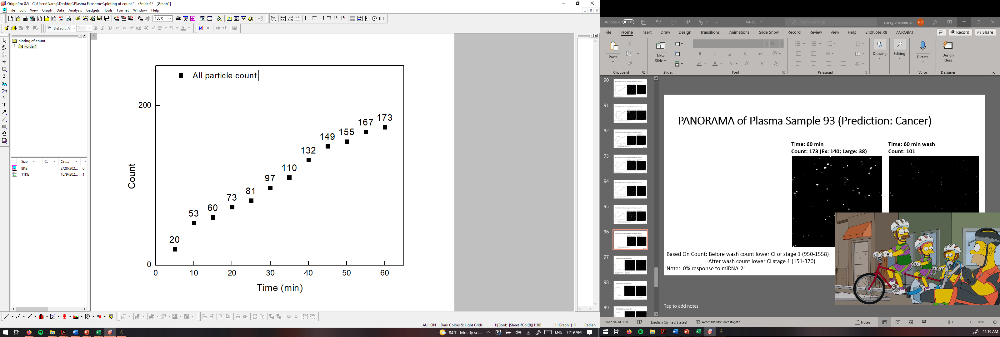 OriginPro 8.5 - C:\Users\Nareg\Desktop\Plasma Exosomes\ploting of count * - /Folder1/ - [Graph1]
File Edit View Graph Data Analysis Gadgets Tools Format Window Help
100%
Default: A 0 B I U
ploting of count
Folder1
Size C. Cre...
8KB 2/28/202... 0
11KB 10/9/202... 1
1
All particle count
200
0
Count
20
53
60
73
81
97
110
132
149
155
167
173
0 10 20 30 40 50 60
Time (min)
AU : ON Dark Colors & Light Grids 1:[Book1]Sheet1!Col(B)[1:30] 1:[Graph1]1!1 Radian
84°F Mostly su... ENG 11:19 AM
AutoSave Off 04-20... Search (Alt+Q) nareg ohannesian NO
File Home Insert Draw Design Transitions Animations Slide Show Record Review View Help EndNote X8 ACROBAT Record Share
Paste
New Slide
18
Drawing
Editing
Dictate
Design Ideas
Clipboard Slides Font Paragraph Voice Designer
90
91
92
93
94
95
96
97
98
99
PANORAMA of Plasma Sample 93 (Prediction: Cancer)
Time: 60 min
Count: 173 (Ex: 140; Large: 38)
Time: 60 min wash
Count: 101
Based On Count: Before wash count lower CI of stage 1 (950-1558)
After wash count lower CI stage 1 (151-370)
Note: 0% response to miRNA-21
Tap to add notes
Slide 96 of 110 English (United States) Accessibility: Investigate Notes 81%
11:19 AM